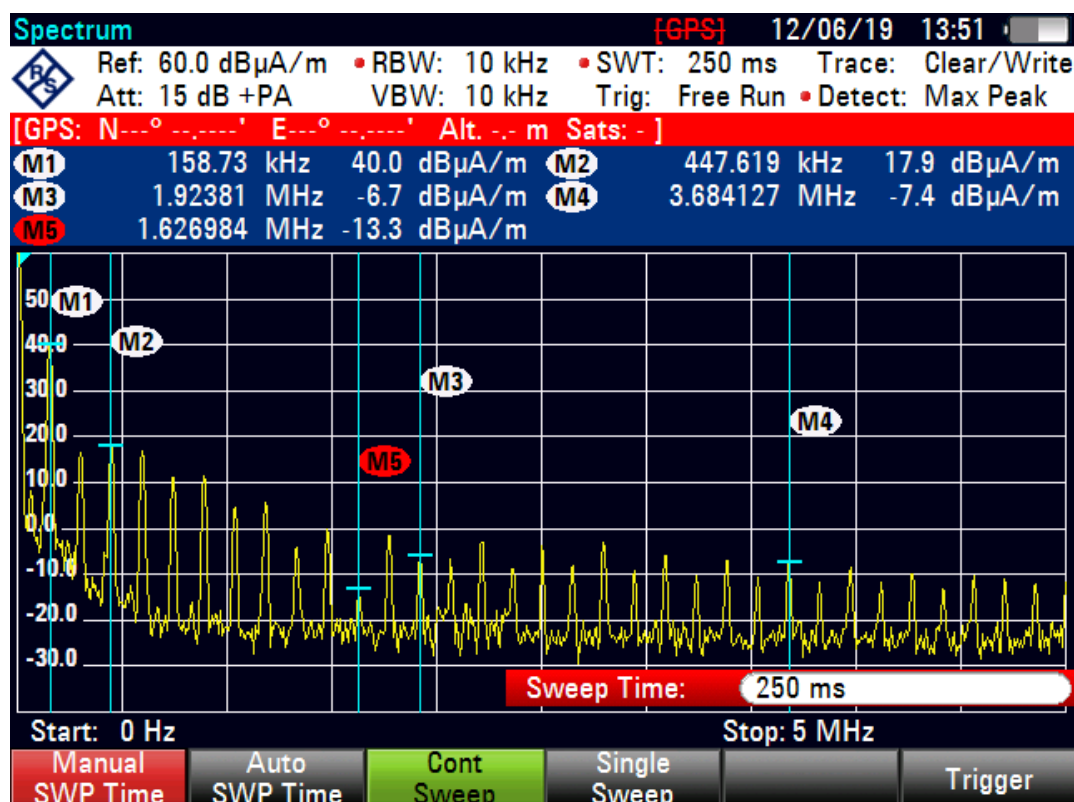 Spectrum [GPS] 12/06/19 13:51
R&S Ref: 60.0 dBµA/m • RBW: 10 kHz • SWT: 250 ms Trace: Clear/Write
Att: 15 dB +PA VBW: 10 kHz Trig: Free Run • Detect: Max Peak
[GPS: N---° --.----' E---° --.----' Alt. -.- m Sats: - ]
M1 158.73 kHz 40.0 dBµA/m M2 447.619 kHz 17.9 dBµA/m
M3 1.92381 MHz -6.7 dBµA/m M4 3.684127 MHz -7.4 dBµA/m
M5 1.626984 MHz -13.3 dBµA/m
50 M1
40.0 M2
30.0 M3
20.0 M4
10.0 M5
0.0
-10.0
-20.0
-30.0
Sweep Time: 250 ms
Start: 0 Hz Stop: 5 MHz
Manual SWP Time
Auto SWP Time
Cont Sweep
Single Sweep
Trigger